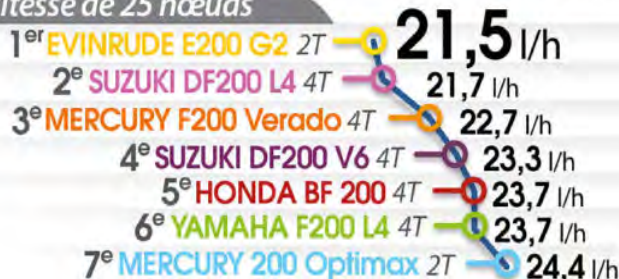 itesse de 25 nœuds
1er EVINRUDE E200 G2 2T 21,5 l/h
2e SUZUKI DF200 L4 4T 21,7 l/h
3e MERCURY F200 Verado 4T 22,7 l/h
4e SUZUKI DF200 V6 4T 23,3 l/h
5e HONDA BF 200 4T 23,7 l/h
6e YAMAHA F200 L4 4T 23,7 l/h
7e MERCURY 200 Optimax 2T 24,4 l/h